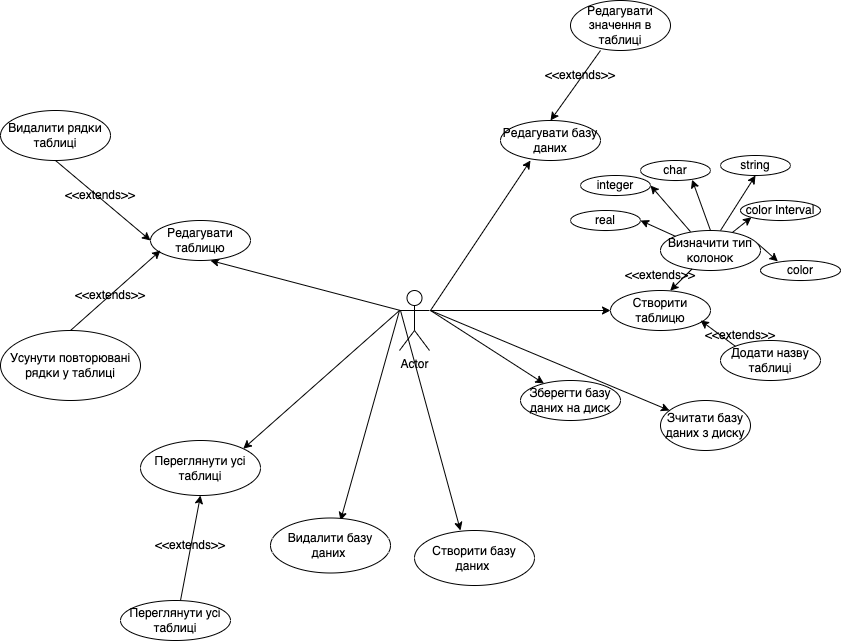 Редагувати
значення в
таблиці
<<extends>>
Редагувати базу
даних
Видалити рядки
таблиці
<<extends>>
Редагувати
таблицю
<<extends>>
Усунути повторювані
рядки у таблиці
string
char
integer
color Interval
real
Визначити тип
колонок
color
<<extends>>
Створити
таблицю
<<extends>>
Додати назву
таблиці
Actor
Зберегти базу
даних на диск
Зчитати базу
даних з диску
Переглянути усі
таблиці
<<extends>>
Переглянути усі
таблиці
Видалити базу
даних
Створити базу
даних